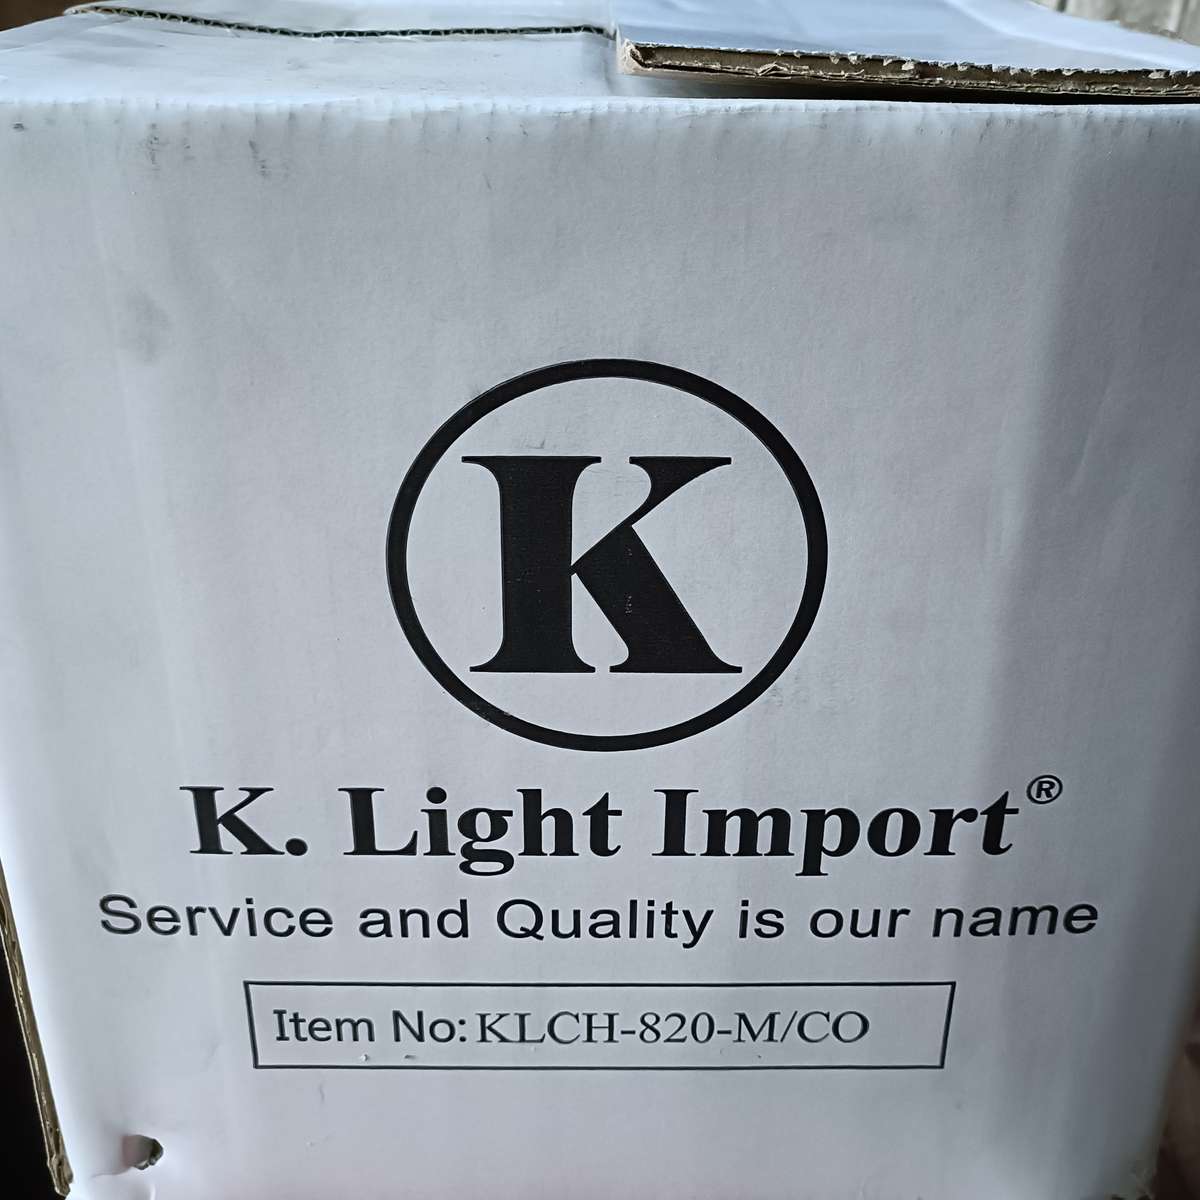 K
K. Light Import®
Service and Quality is our name
Item No: KLCH-820-M/CO